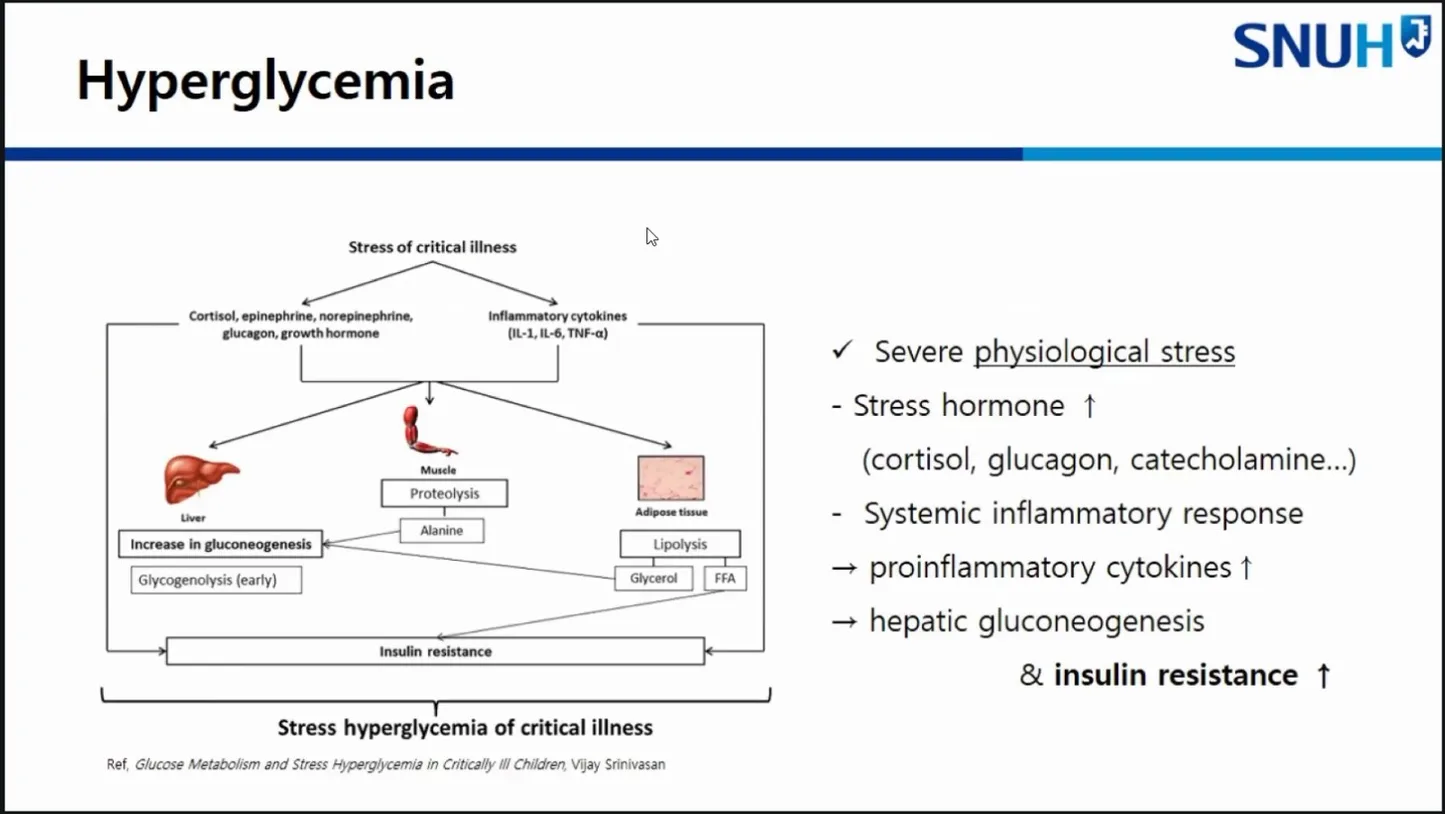 SNUH
Hyperglycemia
Stress of critical illness
Cortisol, epinephrine, norepinephrine,
glucagon, growth hormone
Inflammatory cytokines
(IL-1, IL-6, TNF-α)
Liver
Increase in gluconeogenesis
Glycogenolysis (early)
Muscle
Proteolysis
Alanine
Adipose tissue
Lipolysis
Glycerol
FFA
Insulin resistance
Stress hyperglycemia of critical illness
Ref, Glucose Metabolism and Stress Hyperglycemia in Critically Ill Children, Vijay Srinivasan
✓ Severe physiological stress
- Stress hormone ↑
(cortisol, glucagon, catecholamine...)
- Systemic inflammatory response
→ proinflammatory cytokines ↑
→ hepatic gluconeogenesis
& insulin resistance ↑